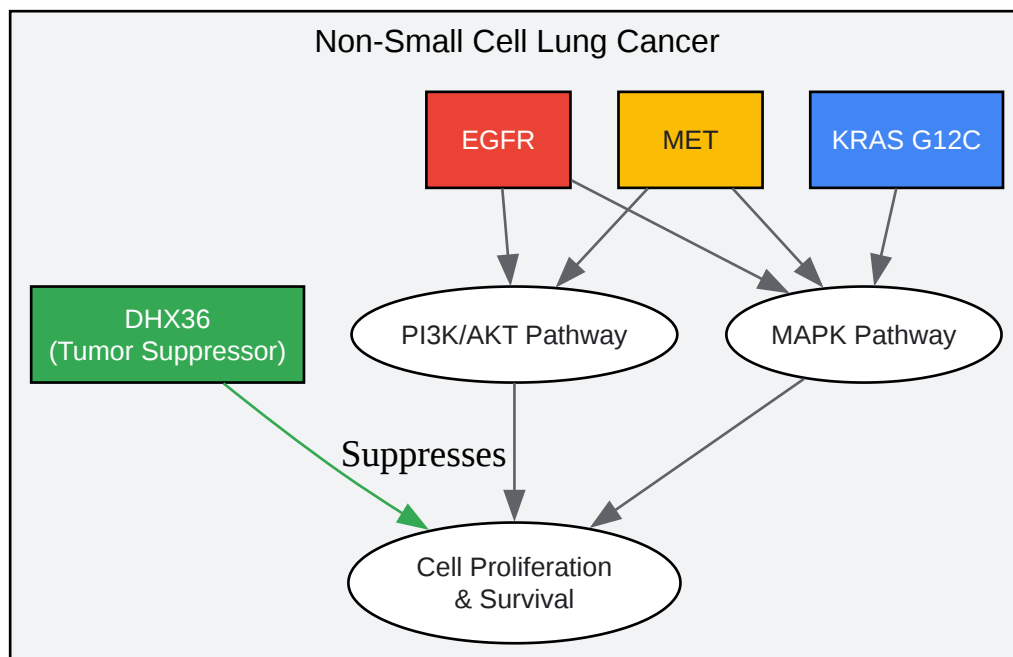 Non-Small Cell Lung Cancer
EGFR
MET
KRAS G12C
DHX36
(Tumor Suppressor)
PI3K/AKT Pathway
MAPK Pathway
Suppresses
Cell Proliferation
& Survival